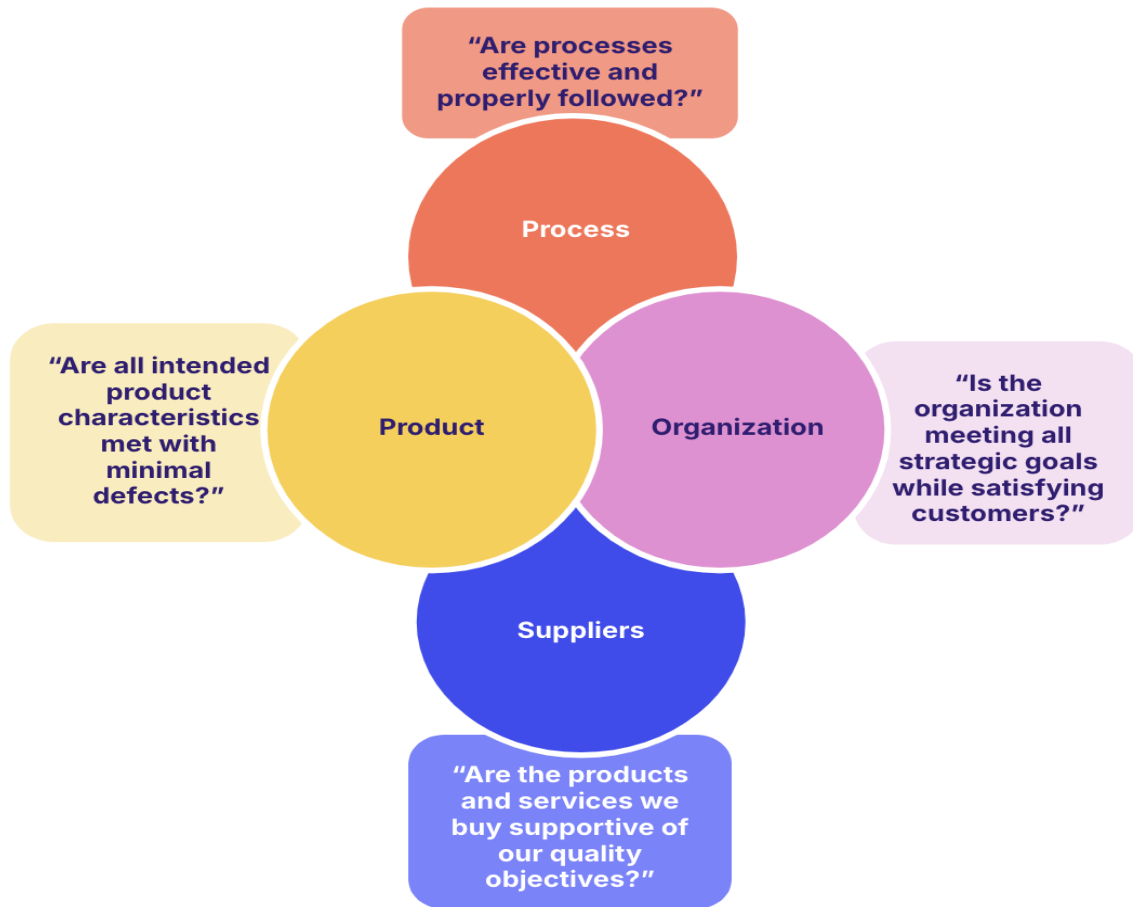 “Are processes
effective and
properly followed?”
Process
“Are all intended
product
characteristics
met with
minimal
defects?”
Product
Organization
“Is the
organization
meeting all
strategic goals
while satisfying
customers?”
Suppliers
“Are the products
and services we
buy supportive of
our quality
objectives?”